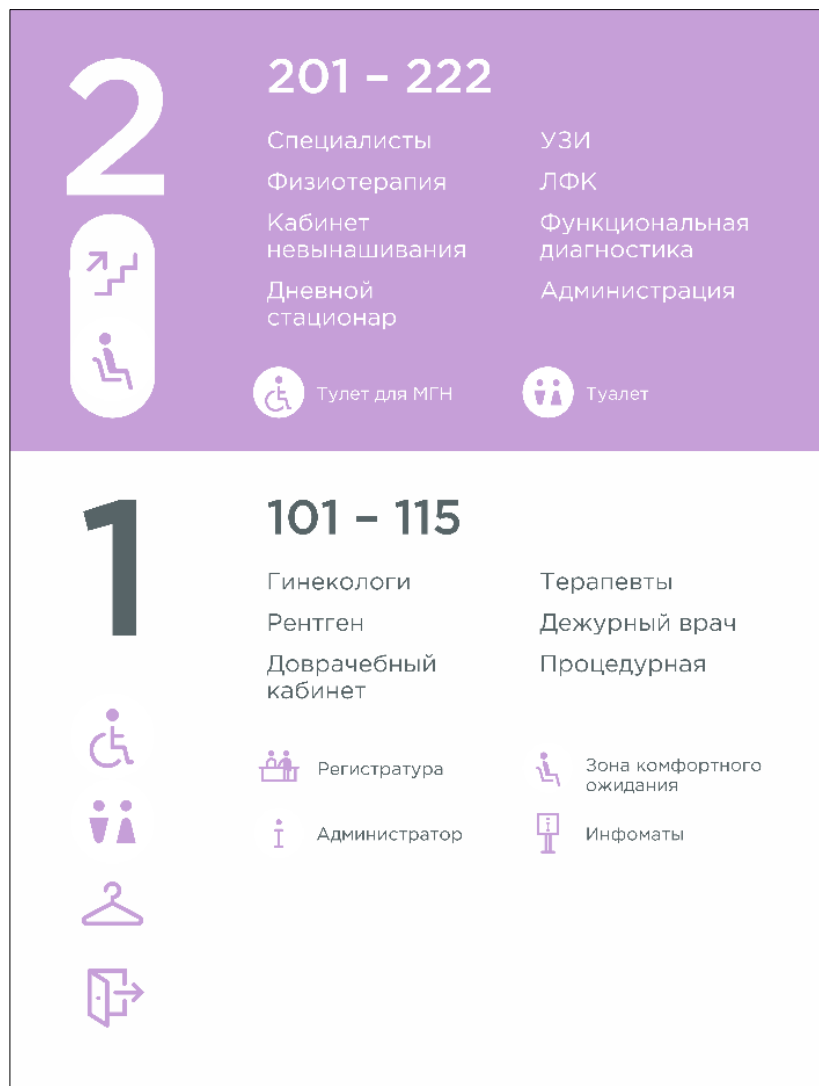 2
201 – 222
Специалисты
Физиотерапия
Кабинет
невынашивания
Дневной
стационар
УЗИ
ЛФК
Функциональная
диагностика
Администрация
Тулет для МГН
Туалет
1
101 – 115
Гинекологи
Рентген
Доврачебный
кабинет
Терапевты
Дежурный врач
Процедурная
Регистратура
Зона комфортного
ожидания
i
Администратор
i
Инфоматы